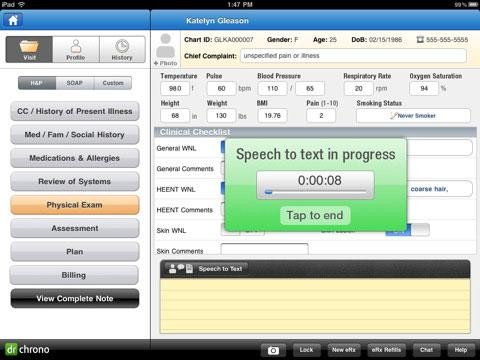 iPad 1:47 PM 99%
Katelyn Gleason
Visit Profile History
+ Photo
Chart ID: GLKA000007 Gender: F Age: 25 DoB: 02/15/1986 555-555-5555
Chief Complaint: unspecified pain or illness
H&P SOAP Custom
CC / History of Present Illness
Med / Fam / Social History
Medications & Allergies
Review of Systems
Physical Exam
Assessment
Plan
Billing
View Complete Note
Temperature Pulse Blood Pressure Respiratory Rate Oxygen Saturation
98.0 f 60 bpm 110 / 65 20 rpm 94 %
Height Weight BMI Pain (1-10) Smoking Status
68 in 130 lbs 19.76 2 Never Smoker
Clinical Checklist
General WNL
General Comments
HEENT WNL coarse hair,
HEENT Comments
Skin WNL
Skin Comments
Speech to text in progress
0:00:08
Tap to end
Speech to Text
dr chrono
Lock New eRx eRx Refills Chat Help